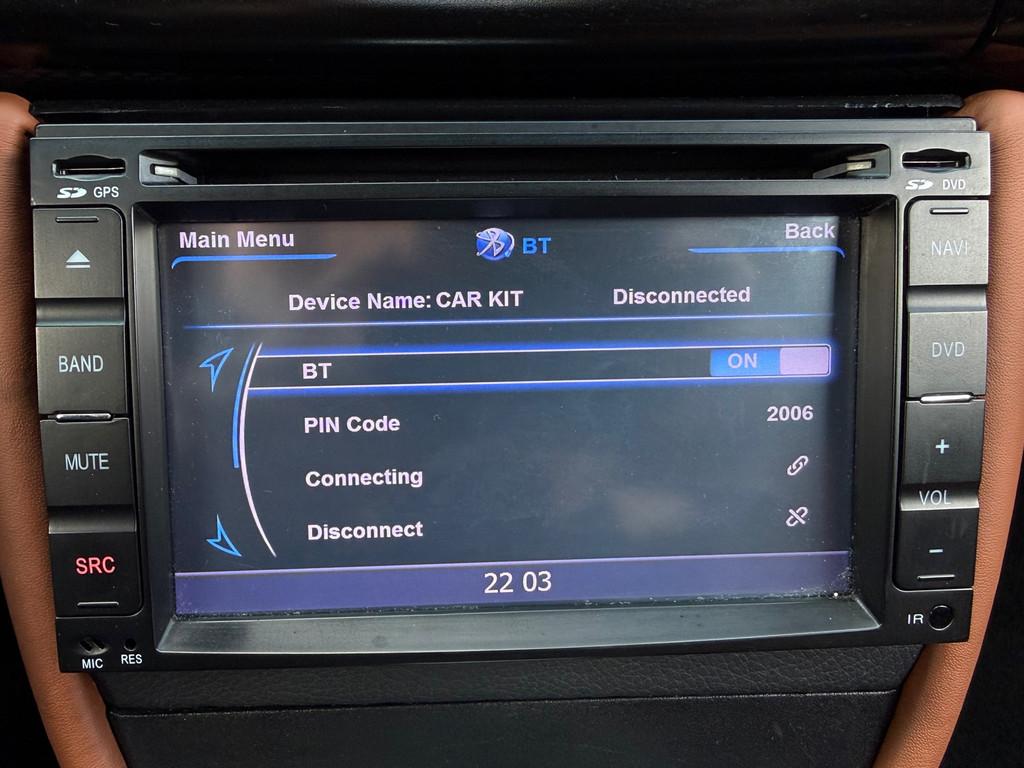 SD GPS
SD DVD
Main Menu
BT
Back
Device Name: CAR KIT
Disconnected
BT
ON
PIN Code
2006
Connecting
Disconnect
22 03
BAND
MUTE
SRC
MIC
RES
NAVI
DVD
+
VOL
-
IR